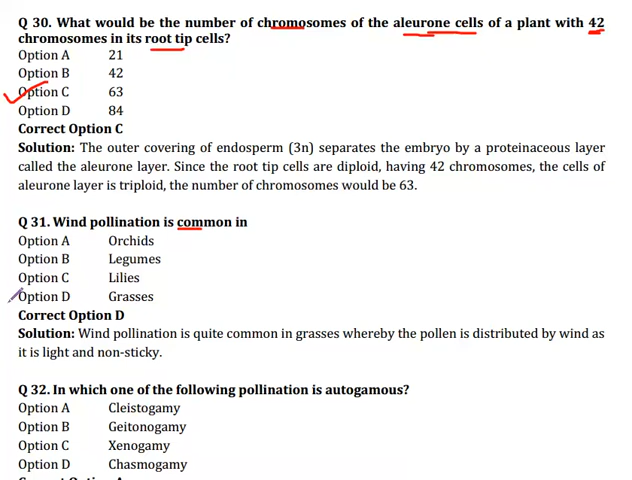 Q 30. What would be the number of chromosomes of the aleurone cells of a plant with 42
chromosomes in its root tip cells?
Option A 21
Option B 42
Option C 63
Option D 84
Correct Option C
Solution: The outer covering of endosperm (3n) separates the embryo by a proteinaceous layer
called the aleurone layer. Since the root tip cells are diploid, having 42 chromosomes, the cells of
aleurone layer is triploid, the number of chromosomes would be 63.
Q 31. Wind pollination is common in
Option A Orchids
Option B Legumes
Option C Lilies
Option D Grasses
Correct Option D
Solution: Wind pollination is quite common in grasses whereby the pollen is distributed by wind as
it is light and non-sticky.
Q 32. In which one of the following pollination is autogamous?
Option A Cleistogamy
Option B Geitonogamy
Option C Xenogamy
Option D Chasmogamy